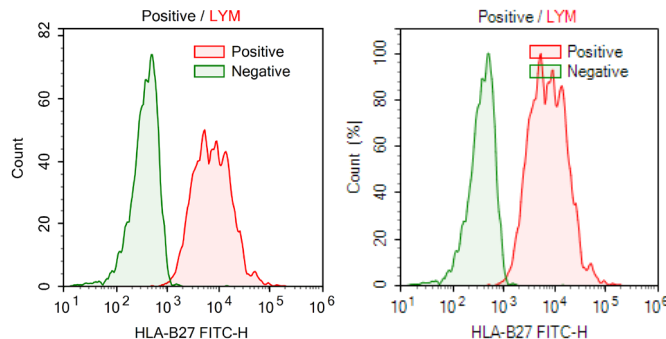 Positive / LYM
82
60
40
20
0
Count
Positive
Negative
10^1 10^2 10^3 10^4 10^5 10^6
HLA-B27 FITC-H
Positive / LYM
100
80
60
40
20
0
Count (%)
Positive
Negative
10^1 10^2 10^3 10^4 10^5 10^6
HLA-B27 FITC-H